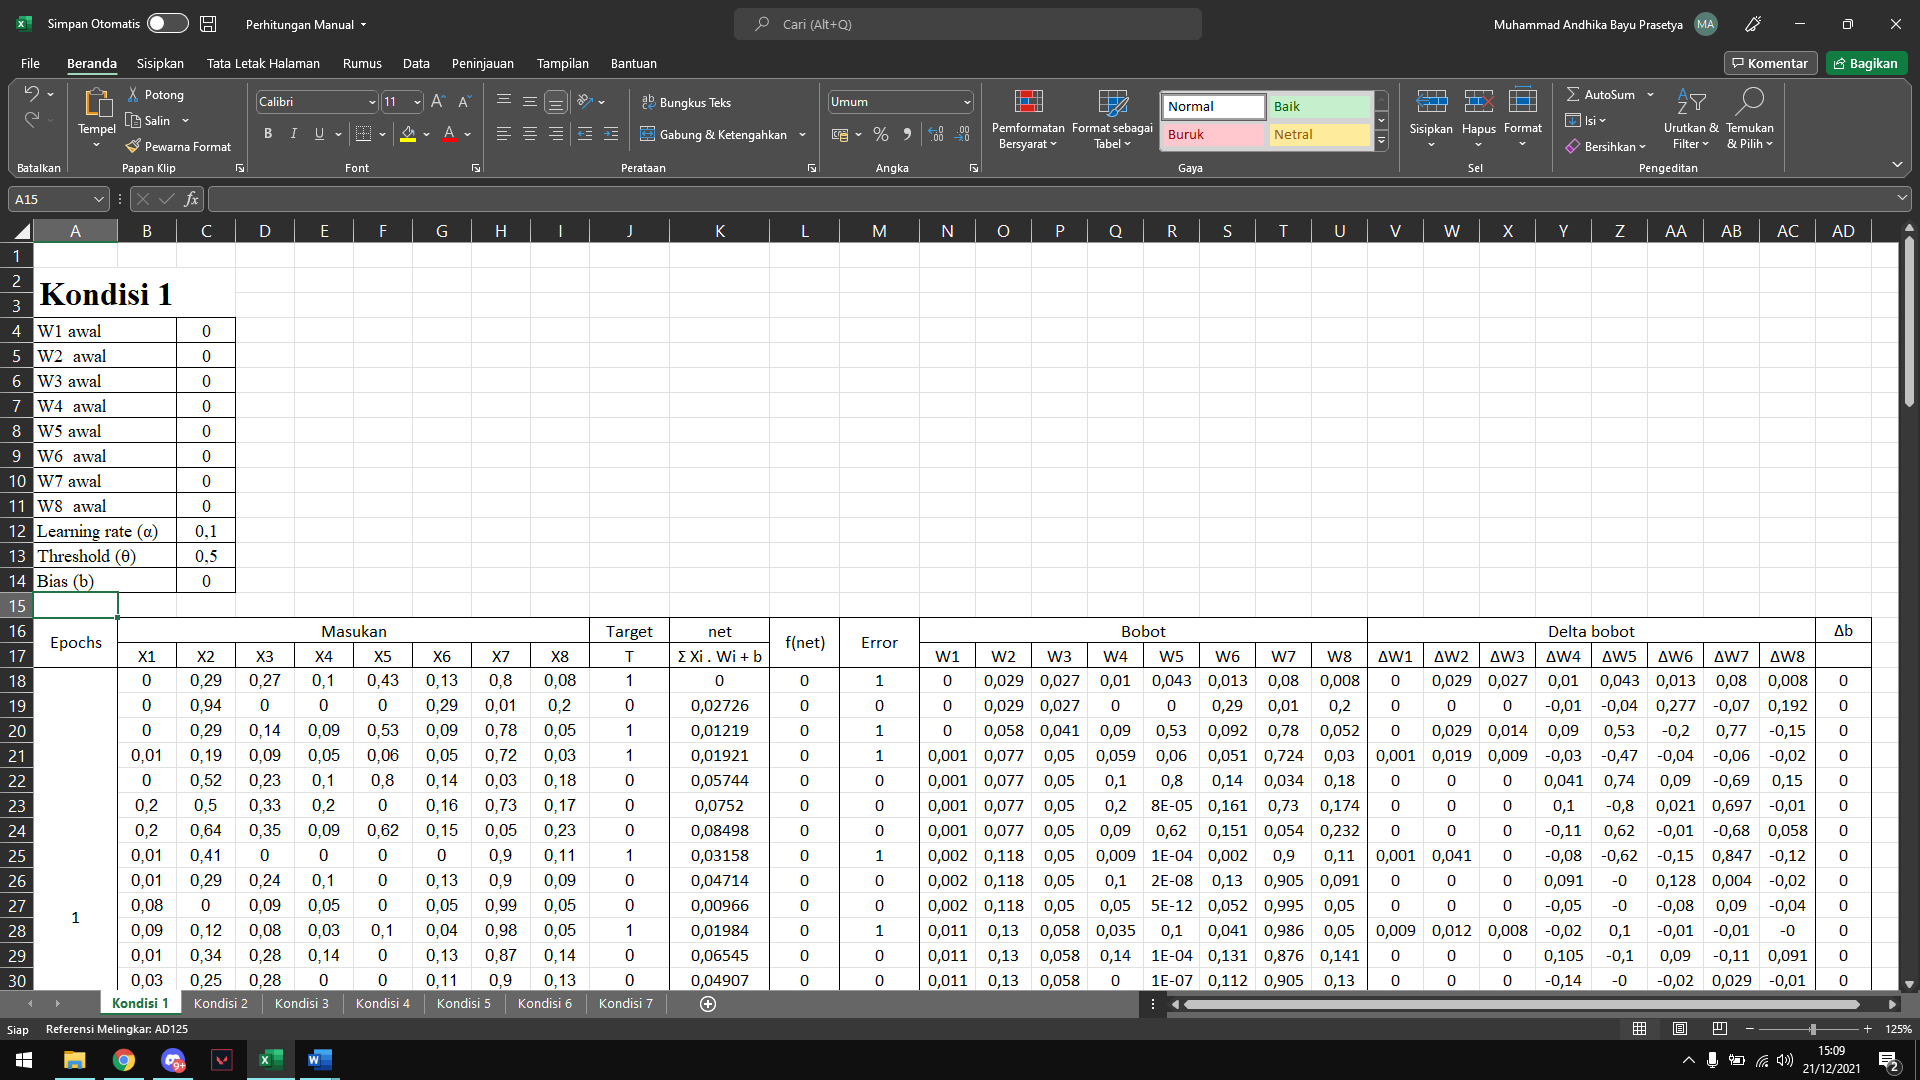 Simpan Otomatis Perhitungan Manual Cari (Alt+Q) Muhammad Andhika Bayu Prasetya MA
File Beranda Sisipkan Tata Letak Halaman Rumus Data Peninjauan Tampilan Bantuan Komentar Bagikan
Potong Calibri 11 Bungkus Teks Umum Normal Baik AutoSum
Tempel Salin Pemformatan Bersyarat Format sebagai Tabel Sisipkan Hapus Format Isi Urutkan & Filter Temukan & Pilih
Pewarna Format B I U A Gabung & Ketengahkan % Buruk Netral Bersihkan
Batalkan Papan Klip Font Perataan Angka Gaya Sel Pengeditan
A15 fx
A B C D E F G H I J K L M N O P Q R S T U V W X Y Z AA AB AC AD
1
2
3 Kondisi 1
4 W1 awal 0
5 W2 awal 0
6 W3 awal 0
7 W4 awal 0
8 W5 awal 0
9 W6 awal 0
10 W7 awal 0
11 W8 awal 0
12 Learning rate (α) 0,1
13 Threshold (θ) 0,5
14 Bias (b) 0
15
16 Epochs Masukan Target net f(net) Error Bobot Delta bobot Δb
17 X1 X2 X3 X4 X5 X6 X7 X8 T Σ Xi . Wi + b W1 W2 W3 W4 W5 W6 W7 W8 ΔW1 ΔW2 ΔW3 ΔW4 ΔW5 ΔW6 ΔW7 ΔW8
18 0 0,29 0,27 0,1 0,43 0,13 0,8 0,08 1 0 0 1 0 0,029 0,027 0,01 0,043 0,013 0,08 0,008 0 0,029 0,027 0,01 0,043 0,013 0,08 0,008 0
19 0 0,94 0 0 0 0,29 0,01 0,2 0 0,02726 0 0 0 0,029 0,027 0 0 0,29 0,01 0,2 0 0 0 -0,01 -0,04 0,277 -0,07 0,192 0
20 0 0,29 0,14 0,09 0,53 0,09 0,78 0,05 1 0,01219 0 1 0 0,058 0,041 0,09 0,53 0,092 0,78 0,052 0 0,029 0,014 0,09 0,53 -0,2 0,77 -0,15 0
21 0,01 0,19 0,09 0,05 0,06 0,05 0,72 0,03 1 0,01921 0 1 0,001 0,077 0,05 0,059 0,06 0,051 0,724 0,03 0,001 0,019 0,009 -0,03 -0,47 -0,04 -0,06 -0,02 0
22 0 0,52 0,23 0,1 0,8 0,14 0,03 0,18 0 0,05744 0 0 0,001 0,077 0,05 0,1 0,8 0,14 0,034 0,18 0 0 0 0,041 0,74 0,09 -0,69 0,15 0
23 0,2 0,5 0,33 0,2 0 0,16 0,73 0,17 0 0,0752 0 0 0,001 0,077 0,05 0,2 8E-05 0,161 0,73 0,174 0 0 0 0,1 -0,8 0,021 0,697 -0,01 0
24 0,2 0,64 0,35 0,09 0,62 0,15 0,05 0,23 0 0,08498 0 0 0,001 0,077 0,05 0,09 0,62 0,151 0,054 0,232 0 0 0 -0,11 0,62 -0,01 -0,68 0,058 0
25 0,01 0,41 0 0 0 0 0,9 0,11 1 0,03158 0 1 0,002 0,118 0,05 0,009 1E-04 0,002 0,9 0,11 0,001 0,041 0 -0,08 -0,62 -0,15 0,847 -0,12 0
26 0,01 0,29 0,24 0,1 0 0,13 0,9 0,09 0 0,04714 0 0 0,002 0,118 0,05 0,1 2E-08 0,13 0,905 0,091 0 0 0 0,091 -0 0,128 0,004 -0,02 0
27 1 0,08 0 0,09 0,05 0 0,05 0,99 0,05 0 0,00966 0 0 0,002 0,118 0,05 0,05 5E-12 0,052 0,995 0,05 0 0 0 -0,05 -0 -0,08 0,09 -0,04 0
28 0,09 0,12 0,08 0,03 0,1 0,04 0,98 0,05 1 0,01984 0 1 0,011 0,13 0,058 0,035 0,1 0,041 0,986 0,05 0,009 0,012 0,008 -0,02 0,1 -0,01 -0,01 -0 0
29 0,01 0,34 0,28 0,14 0 0,13 0,87 0,14 0 0,06545 0 0 0,011 0,13 0,058 0,14 1E-04 0,131 0,876 0,141 0 0 0 0,105 -0,1 0,09 -0,11 0,091 0
30 0,03 0,25 0,28 0 0 0,11 0,9 0,13 0 0,04907 0 0 0,011 0,13 0,058 0 1E-07 0,112 0,905 0,13 0 0 0 -0,14 -0 -0,02 0,029 -0,01 0
Kondisi 1 Kondisi 2 Kondisi 3 Kondisi 4 Kondisi 5 Kondisi 6 Kondisi 7
Siap Referensi Melingkar: AD125 125%
15:09
21/12/2021
9+ 2